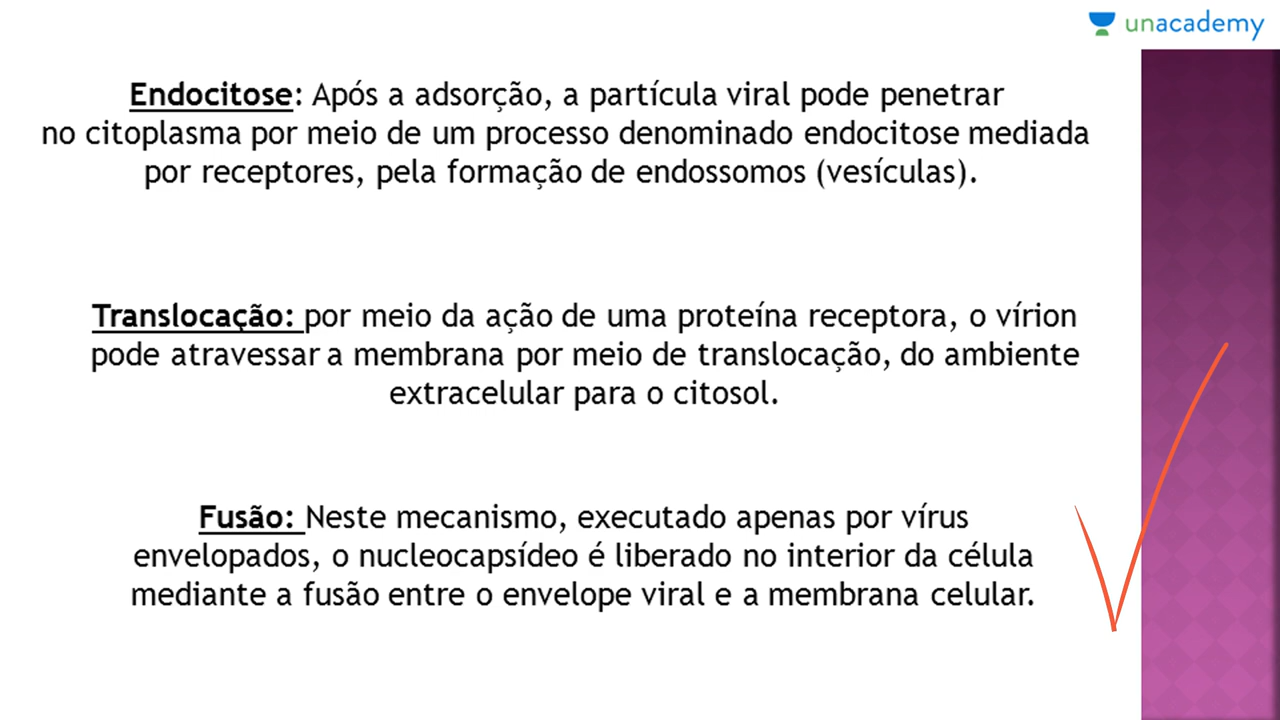 unacademy
Endocitose: Após a adsorção, a partícula viral pode penetrar
no citoplasma por meio de um processo denominado endocitose mediada
por receptores, pela formação de endossomos (vesículas).
Translocação: por meio da ação de uma proteína receptora, o vírion
pode atravessar a membrana por meio de translocação, do ambiente
extracelular para o citosol.
Fusão: Neste mecanismo, executado apenas por vírus
envelopados, o nucleocapsídeo é liberado no interior da célula
mediante a fusão entre o envelope viral e a membrana celular.